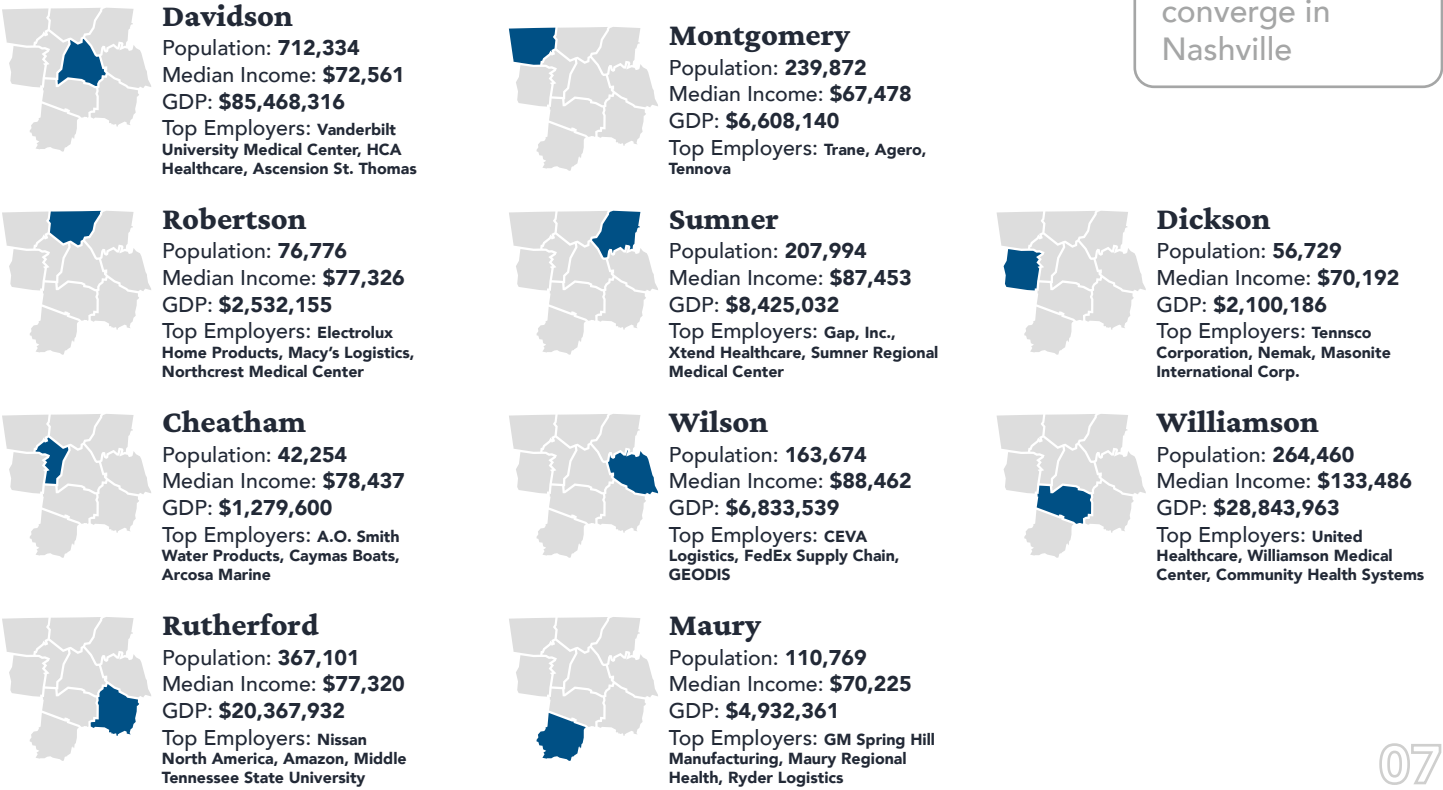 converge in
Nashville
Davidson
Population: 712,334
Median Income: $72,561
GDP: $85,468,316
Top Employers: Vanderbilt
University Medical Center, HCA
Healthcare, Ascension St. Thomas
Montgomery
Population: 239,872
Median Income: $67,478
GDP: $6,608,140
Top Employers: Trane, Agero,
Tennova
Robertson
Population: 76,776
Median Income: $77,326
GDP: $2,532,155
Top Employers: Electrolux
Home Products, Macy’s Logistics,
Northcrest Medical Center
Sumner
Population: 207,994
Median Income: $87,453
GDP: $8,425,032
Top Employers: Gap, Inc.,
Xtend Healthcare, Sumner Regional
Medical Center
Dickson
Population: 56,729
Median Income: $70,192
GDP: $2,100,186
Top Employers: Tennsco
Corporation, Nemak, Masonite
International Corp.
Cheatham
Population: 42,254
Median Income: $78,437
GDP: $1,279,600
Top Employers: A.O. Smith
Water Products, Caymas Boats,
Arcosa Marine
Wilson
Population: 163,674
Median Income: $88,462
GDP: $6,833,539
Top Employers: CEVA
Logistics, FedEx Supply Chain,
GEODIS
Williamson
Population: 264,460
Median Income: $133,486
GDP: $28,843,963
Top Employers: United
Healthcare, Williamson Medical
Center, Community Health Systems
Rutherford
Population: 367,101
Median Income: $77,320
GDP: $20,367,932
Top Employers: Nissan
North America, Amazon, Middle
Tennessee State University
Maury
Population: 110,769
Median Income: $70,225
GDP: $4,932,361
Top Employers: GM Spring Hill
Manufacturing, Maury Regional
Health, Ryder Logistics
07